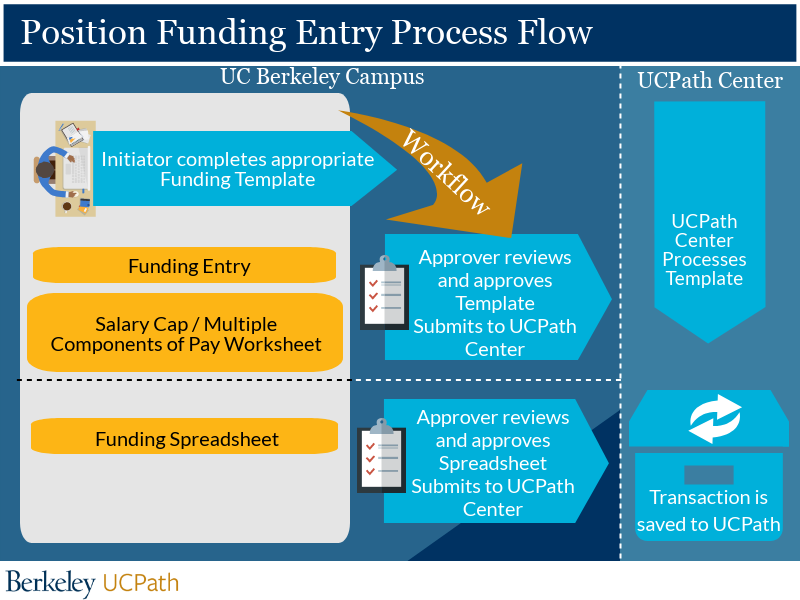 Position Funding Entry Process Flow
UC Berkeley Campus
UCPath Center
Initiator completes appropriate
Funding Template
Workflow
Funding Entry
Salary Cap / Multiple
Components of Pay Worksheet
Approver reviews
and approves
Template
Submits to UCPath
Center
UCPath
Center
Processes
Template
Funding Spreadsheet
Approver reviews
and approves
Spreadsheet
Submits to UCPath
Center
Transaction is
saved to UCPath
Berkeley UCPath